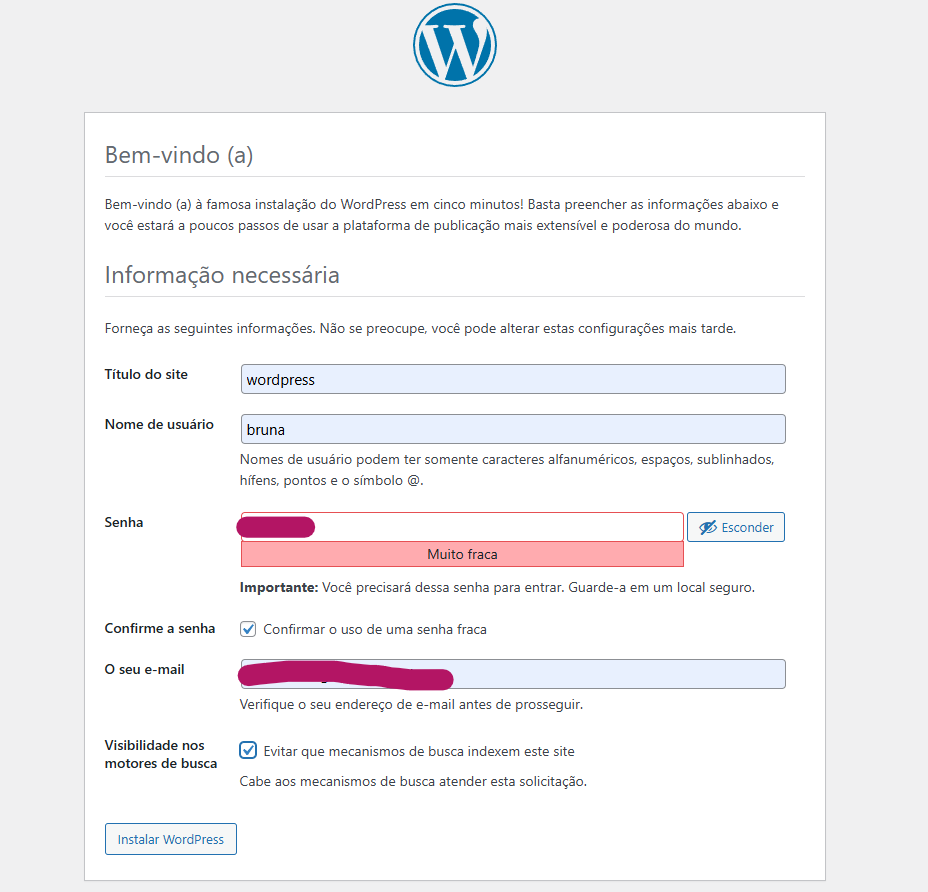 Bem-vindo (a)
Bem-vindo (a) à famosa instalação do WordPress em cinco minutos! Basta preencher as informações abaixo e
você estará a poucos passos de usar a plataforma de publicação mais extensível e poderosa do mundo.
Informação necessária
Forneça as seguintes informações. Não se preocupe, você pode alterar estas configurações mais tarde.
Título do site
wordpress
Nome de usuário
bruna
Nomes de usuário podem ter somente caracteres alfanuméricos, espaços, sublinhados,
hífens, pontos e o símbolo @.
Senha
Esconder
Muito fraca
Importante: Você precisará dessa senha para entrar. Guarde-a em um local seguro.
Confirme a senha
Confirmar o uso de uma senha fraca
O seu e-mail
Verifique o seu endereço de e-mail antes de prosseguir.
Visibilidade nos
motores de busca
Evitar que mecanismos de busca indexem este site
Cabe aos mecanismos de busca atender esta solicitação.
Instalar WordPress